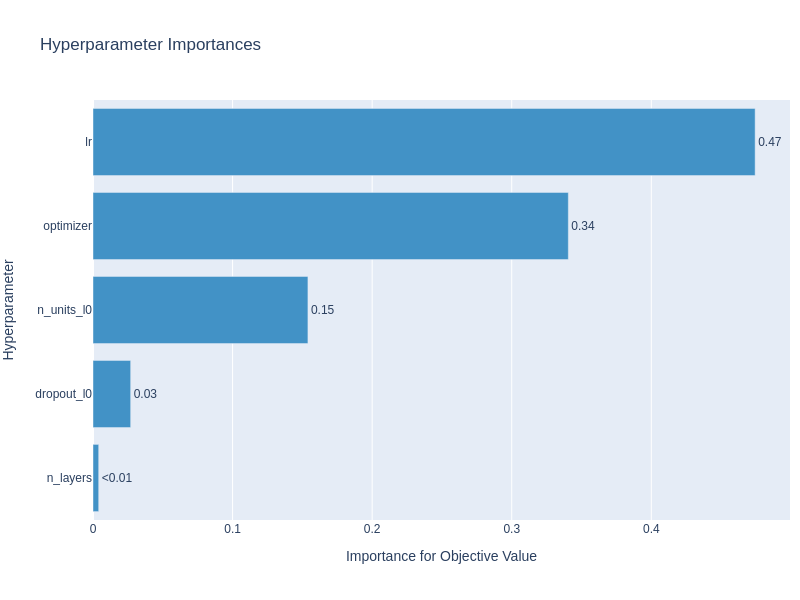 Hyperparameter Importances
Hyperparameter
lr
0.47
optimizer
0.34
n_units_l0
0.15
dropout_l0
0.03
n_layers
<0.01
0
0.1
0.2
0.3
0.4
Importance for Objective Value